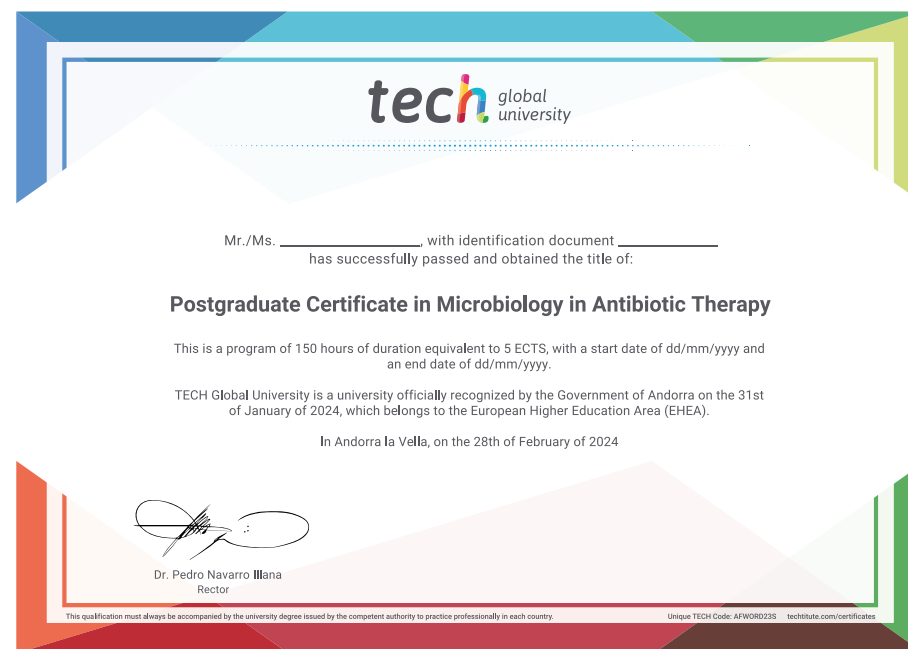 tech global university
Mr./Ms. ____________, with identification document ____________
has successfully passed and obtained the title of:
Postgraduate Certificate in Microbiology in Antibiotic Therapy
This is a program of 150 hours of duration equivalent to 5 ECTS, with a start date of dd/mm/yyyy and
an end date of dd/mm/yyyy.
TECH Global University is a university officially recognized by the Government of Andorra on the 31st
of January of 2024, which belongs to the European Higher Education Area (EHEA).
In Andorra la Vella, on the 28th of February of 2024
Dr. Pedro Navarro Illana
Rector
This qualification must always be accompanied by the university degree issued by the competent authority to practice professionally in each country.
Unique TECH Code: AFWORD23S techtitute.com/certificates